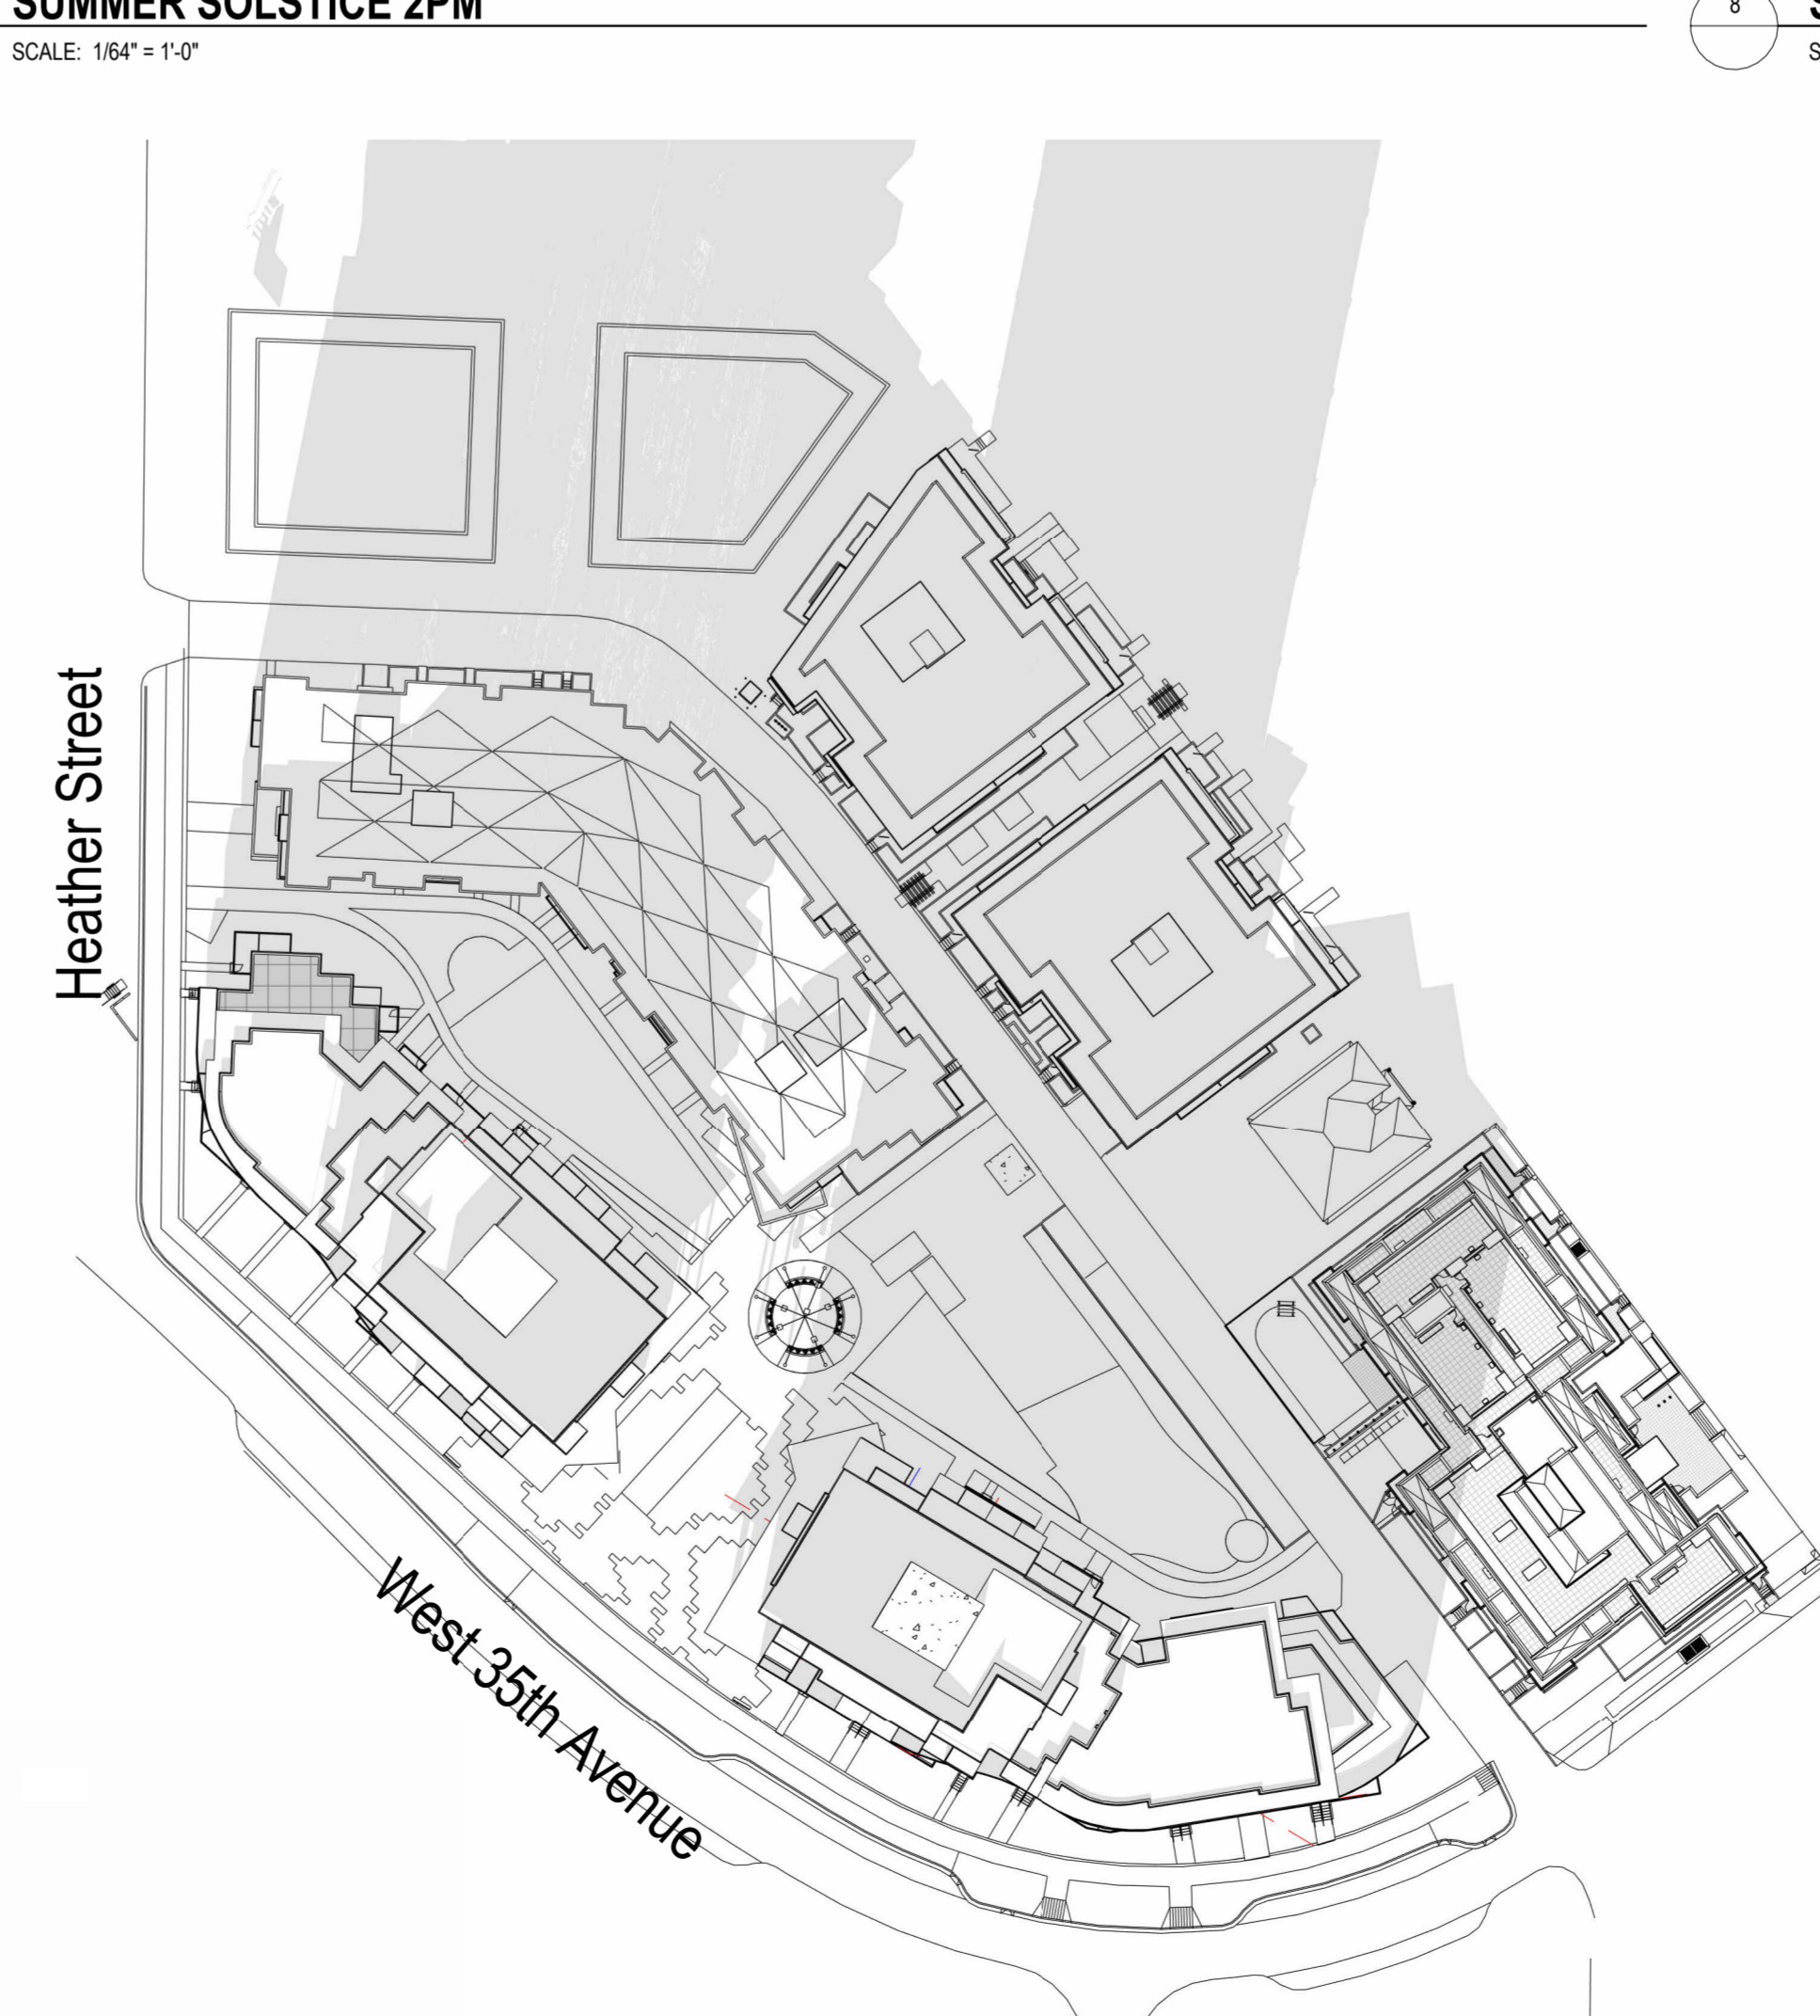 SUMMER SOLSTICE 2PM
SCALE: 1/64" = 1'-0"
8
S
S
Heather Street
West 35th Avenue